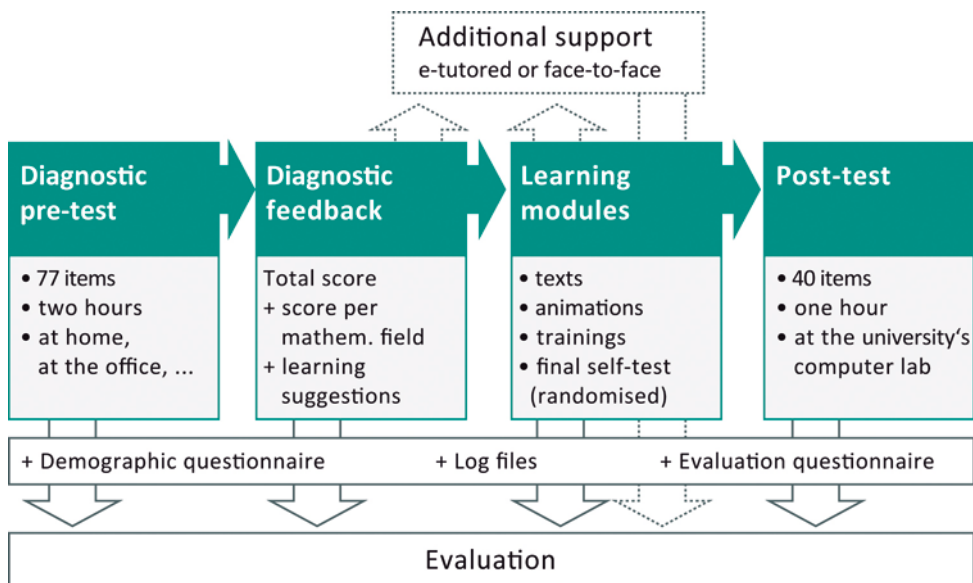 Additional support
e-tutored or face-to-face
Diagnostic
pre-test
• 77 items
• two hours
• at home,
at the office, ...
Diagnostic
feedback
Total score
+ score per
mathem. field
+ learning
suggestions
Learning
modules
• texts
• animations
• trainings
• final self-test
(randomised)
Post-test
• 40 items
• one hour
• at the university‘s
computer lab
+ Demographic questionnaire
+ Log files
+ Evaluation questionnaire
Evaluation